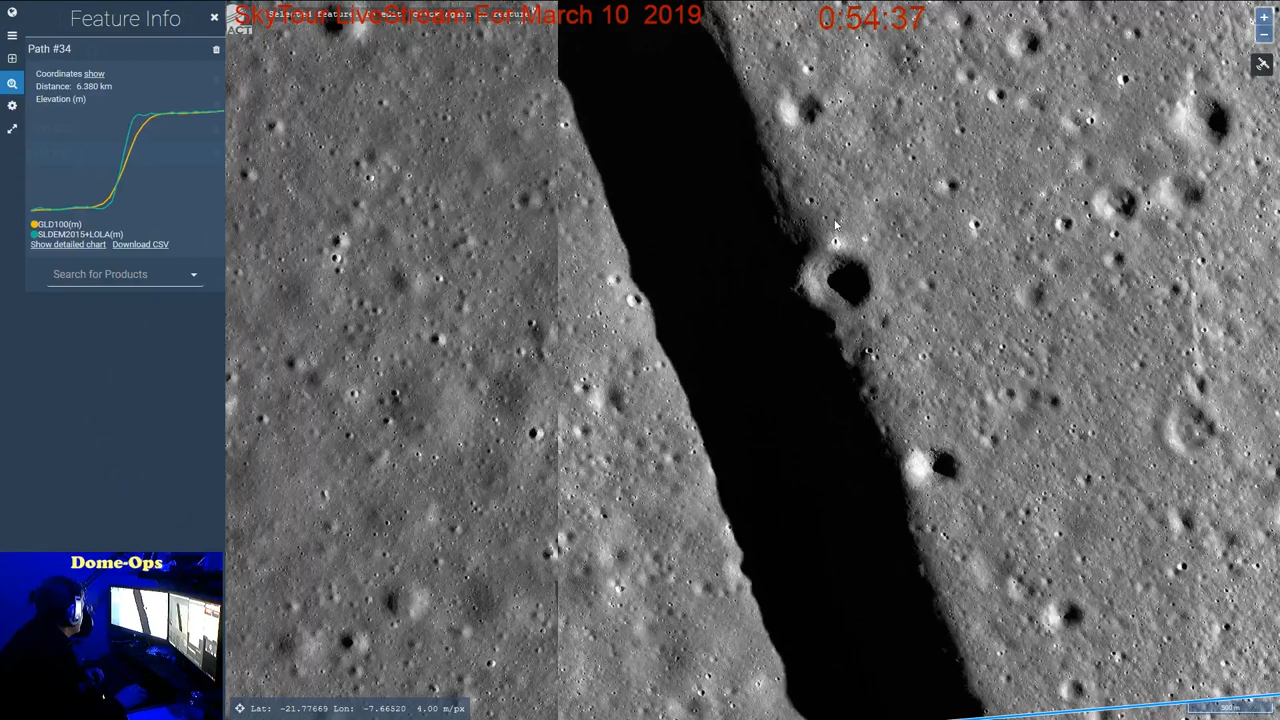 Feature Info
SkyTour LiveStream For March 10 2019
0:54:37
ACT
Path #34
Coordinates show
Distance: 6.380 km
Elevation (m)
GLD100(m)
SLDEM2015+LOLA(m)
Show detailed chart Download CSV
Search for Products
Dome-Ops
Lat: -21.77669 Lon: -7.66520 4.00 m/px
500 m